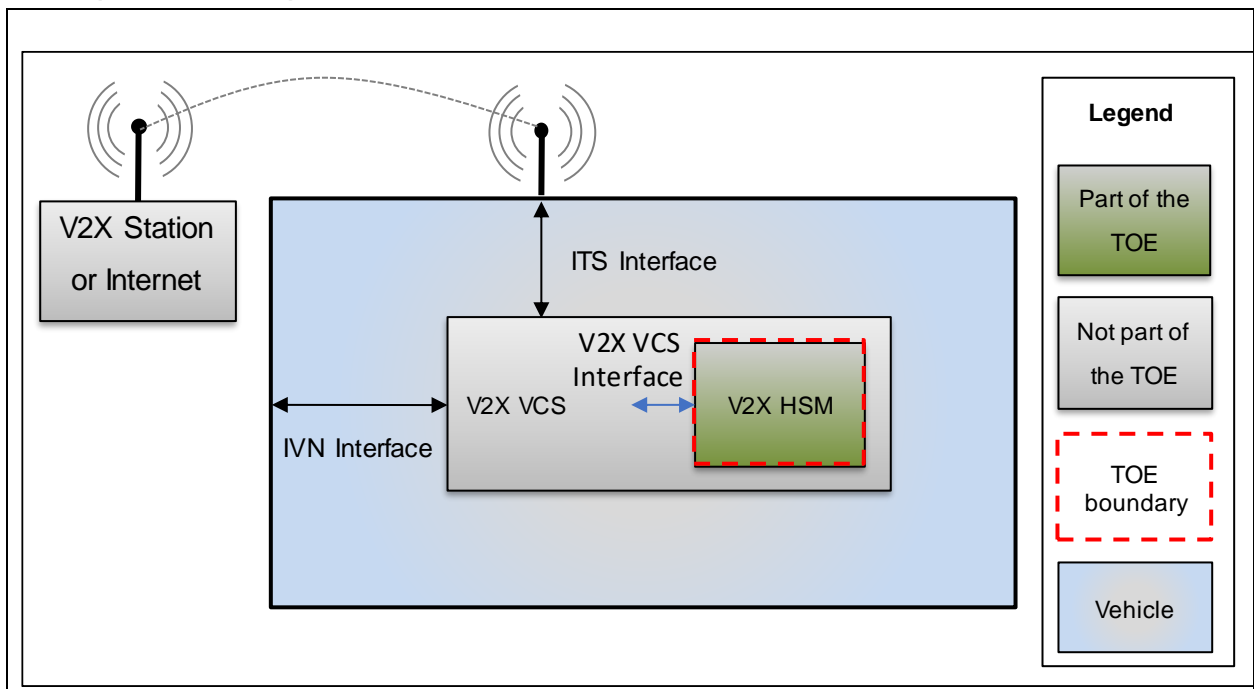 V2X Station
or Internet
ITS Interface
V2X VCS
Interface
V2X VCS
V2X HSM
IVN Interface
Legend
Part of the
TOE
Not part of
the TOE
TOE
boundary
Vehicle